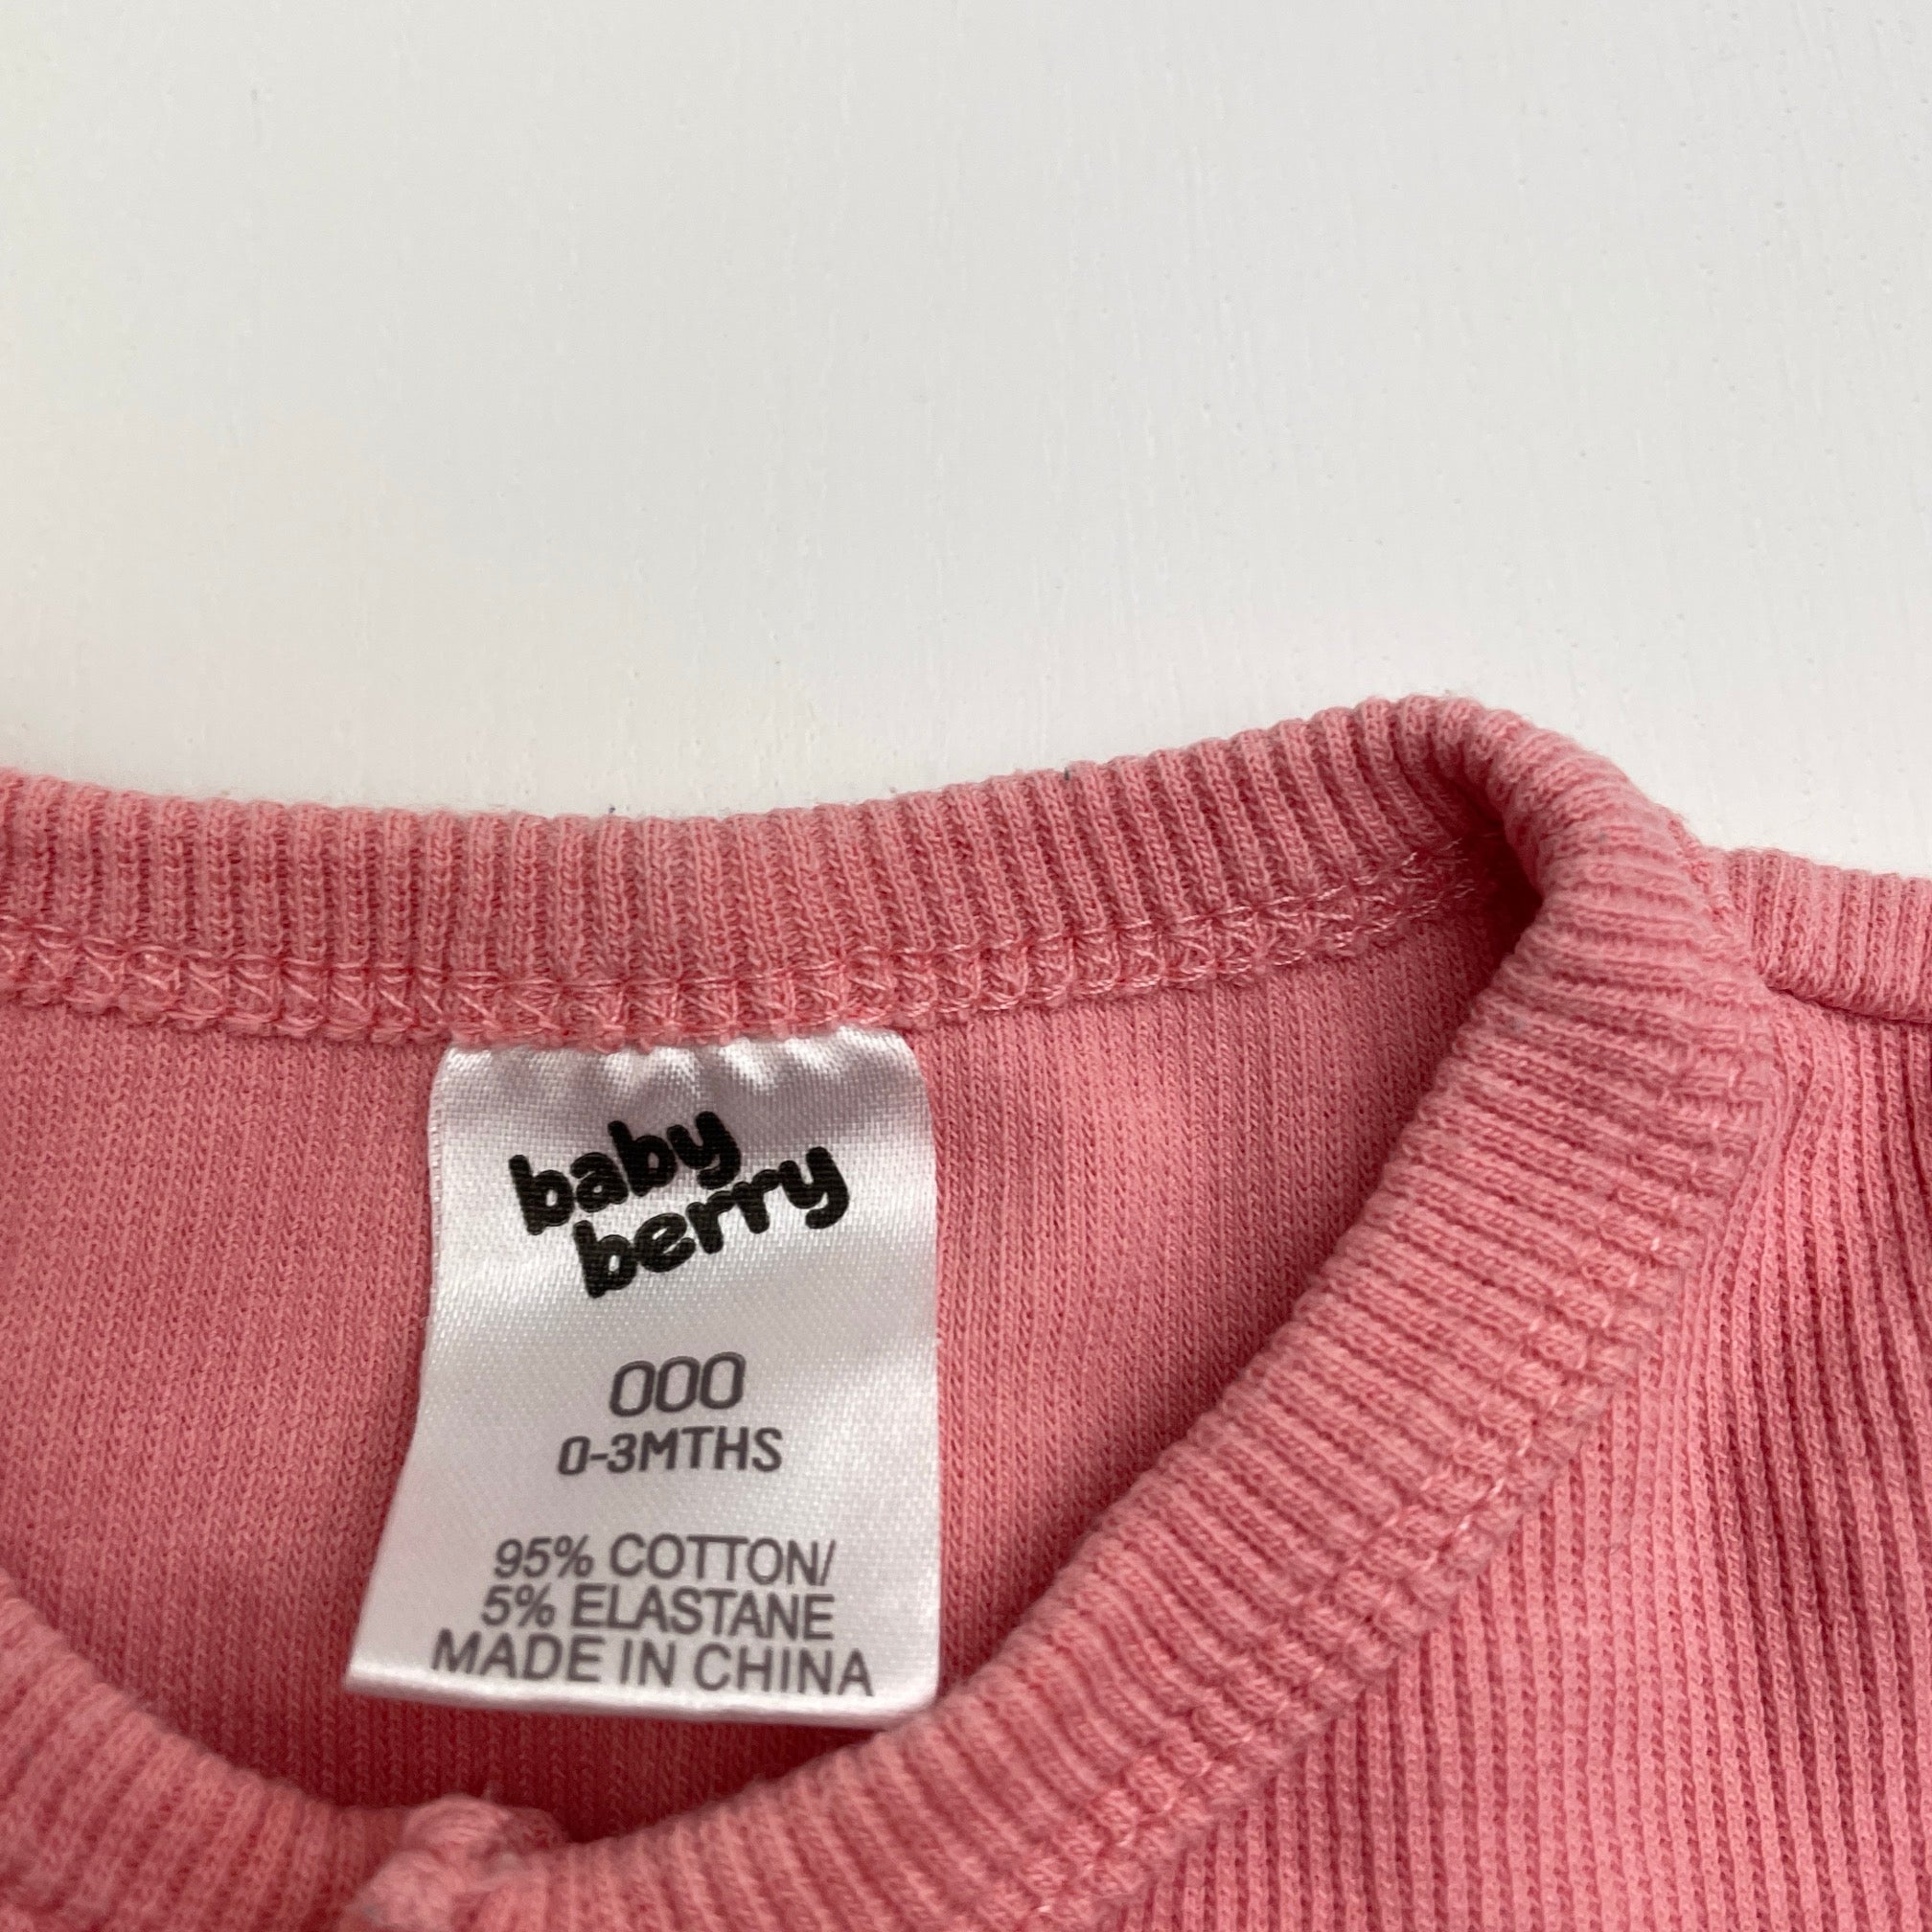 baby
berry
000
0-3MTHS
95% COTTON/
5% ELASTANE
MADE IN CHINA